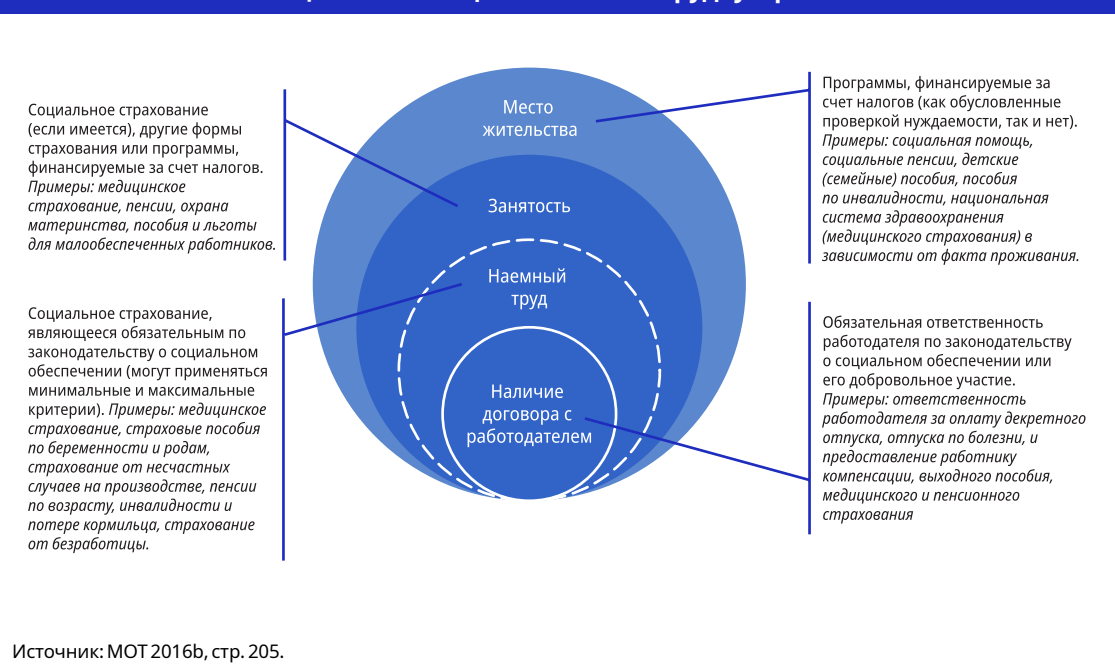 Социальное страхование
(если имеется), другие формы
страхования или программы,
финансируемые за счет налогов.
Примеры: медицинское
страхование, пенсии, охрана
материнства, пособия и льготы
для малообеспеченных работников.
Социальное страхование,
являющееся обязательным по
законодательству о социальном
обеспечении (могут применяться
минимальные и максимальные
критерии). Примеры: медицинское
страхование, страховые пособия
по беременности и родам,
страхование от несчастных
случаев на производстве, пенсии
по возрасту, инвалидности и
потере кормильца, страхование
от безработицы.
Место
жительства
Занятость
Наемный
труд
Наличие
договора с
работодателем
Программы, финансируемые за
счет налогов (как обусловленные
проверкой нуждаемости, так и нет).
Примеры: социальная помощь,
социальные пенсии, детские
(семейные) пособия, пособия
по инвалидности, национальная
система здравоохранения
(медицинского страхования) в
зависимости от факта проживания.
Обязательная ответственность
работодателя по законодательству
о социальном обеспечении или
его добровольное участие.
Примеры: ответственность
работодателя за оплату декретного
отпуска, отпуска по болезни, и
предоставление работнику
компенсации, выходного пособия,
медицинского и пенсионного
страхования
Источник: МОТ 2016b, стр. 205.